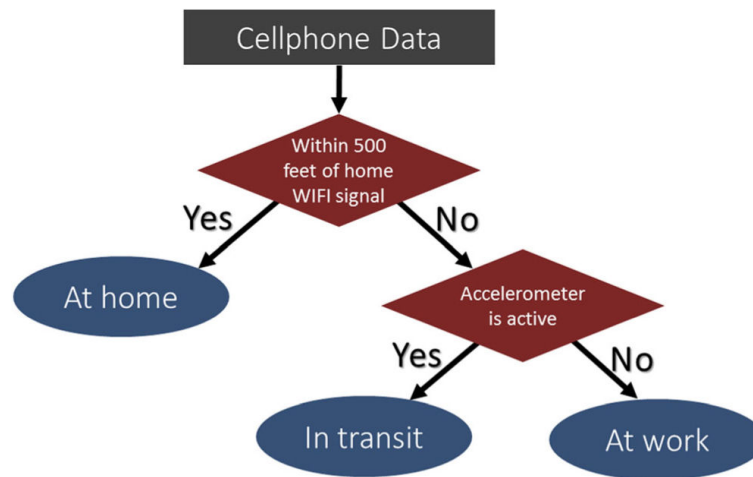 Cellphone Data
Within 500
feet of home
WIFI signal
Yes
No
At home
Accelerometer
is active
Yes
No
In transit
At work